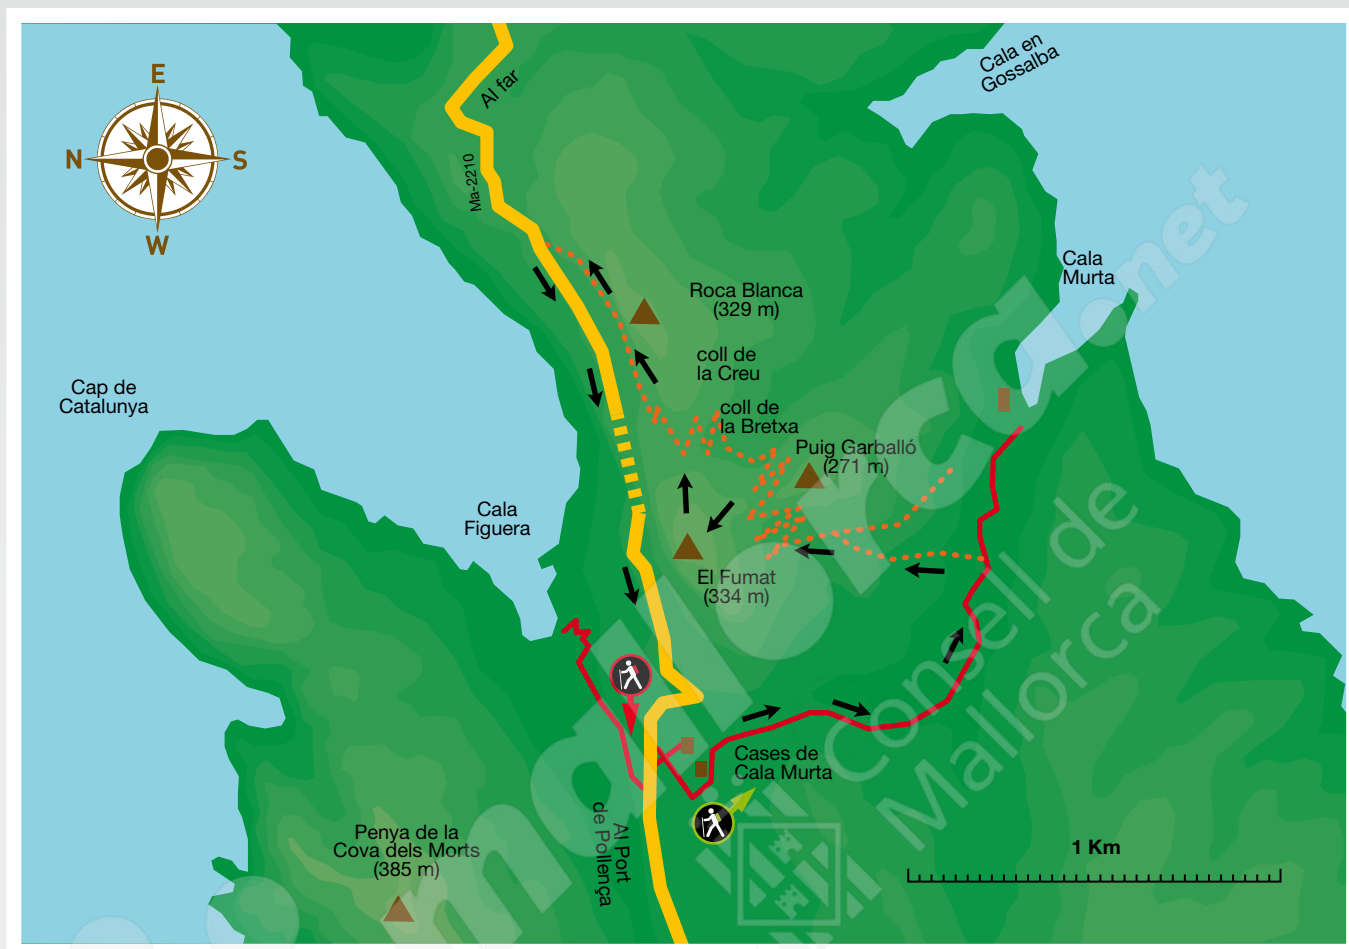 E
N
S
W
Al far
Ma-2210
Cala en
Gossalba
Cala
Murta
Roca Blanca
(329 m)
coll de
la Creu
coll de
la Bretxa
Puig Garballó
(271 m)
Cap de
Catalunya
Cala
Figuera
El Fumat
(334 m)
Cases de
Cala Murta
Al Port
de Pollença
Penya de la
Cova dels Morts
(385 m)
1 Km
Consell de
Mallorca
mallorca.net